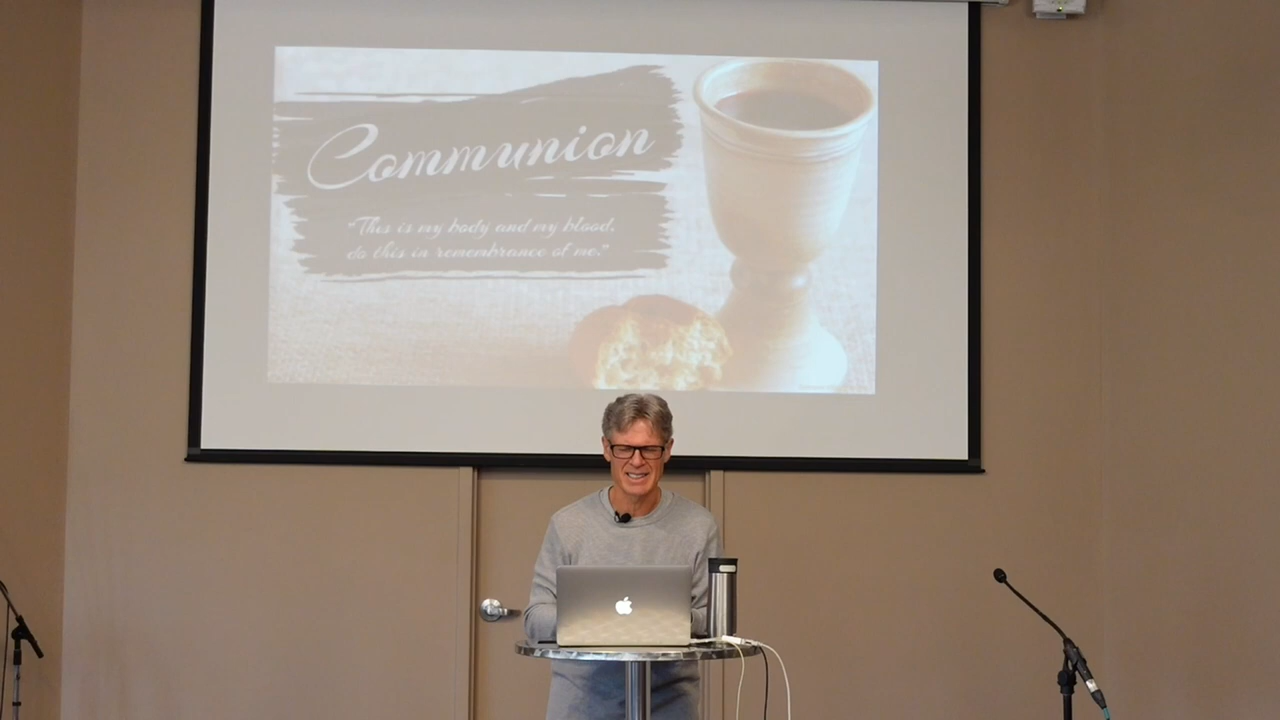 Communion
"This is my body and my blood,
do this in remembrance of me."